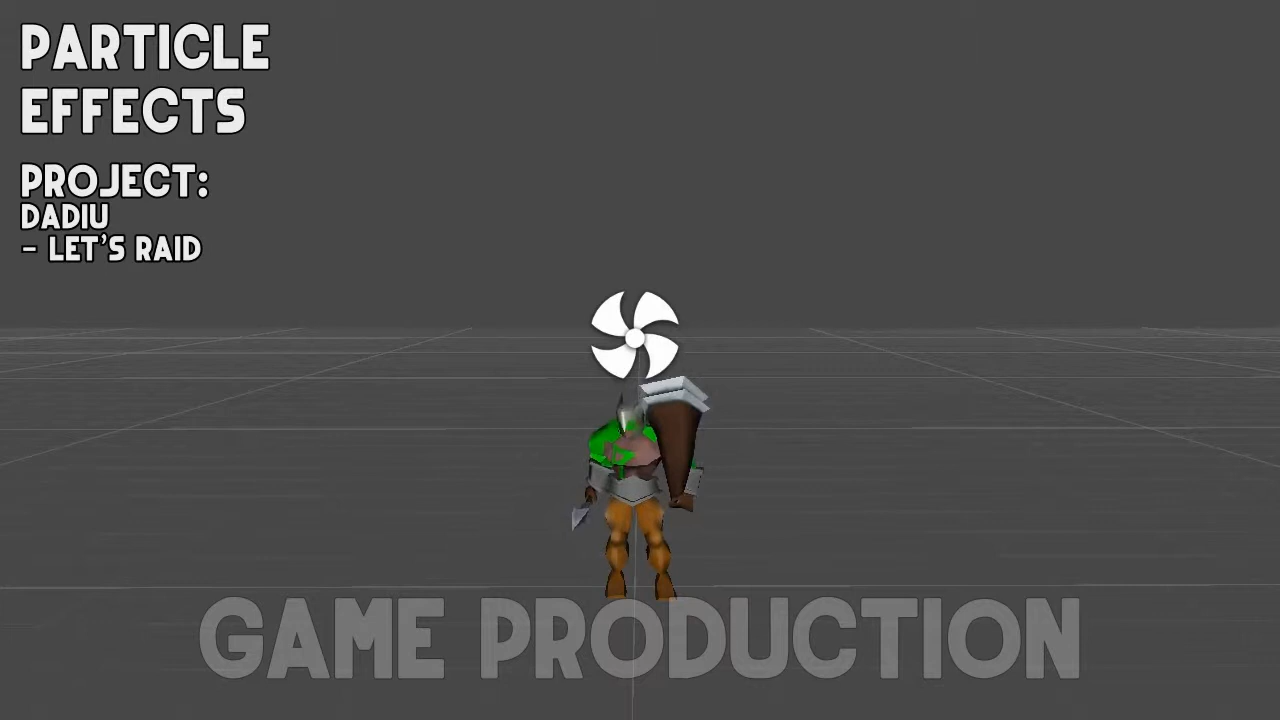 PARTICLE
EFFECTS
PROJECT:
DADIU
- LET'S RAID
GAME PRODUCTION